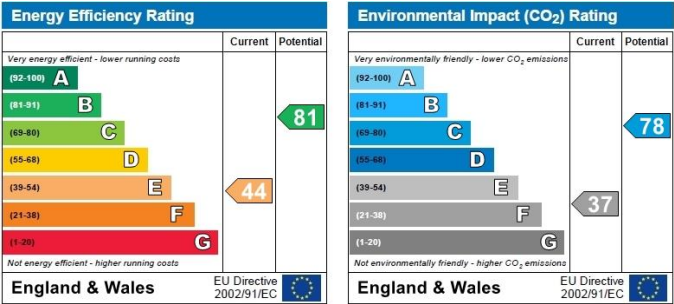 Energy Efficiency Rating
Current Potential
Very energy efficient - lower running costs
(92-100) A
(81-91) B
81
(69-80) C
(55-68) D
(39-54) E
44
(21-38) F
(1-20) G
Not energy efficient - higher running costs
England & Wales
EU Directive
2002/91/EC
Environmental Impact (CO₂) Rating
Current Potential
Very environmentally friendly - lower CO₂ emissions
(92-100) A
(81-91) B
(69-80) C
78
(55-68) D
(39-54) E
37
(21-38) F
(1-20) G
Not environmentally friendly - higher CO₂ emissions
England & Wales
EU Directive
2002/91/EC